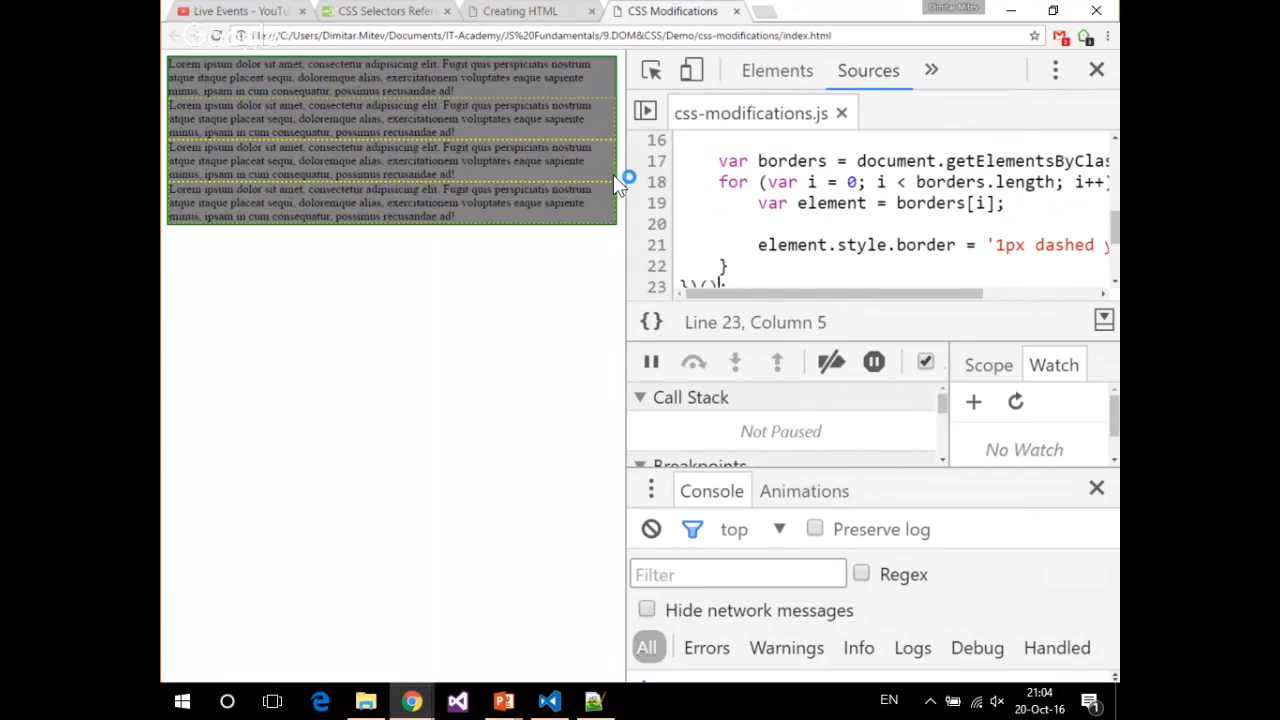 Live Events - YouTu
CSS Selectors Refer
Creating HTML
CSS Modifications
Dimitar Mitev
///C:/Users/Dimitar.Mitev/Documents/IT-Academy/JS%20Fundamentals/9.DOM&CSS/Demo/css-modifications/index.html
Lorem ipsum dolor sit amet, consectetur adipisicing elit. Fugit quis perspiciatis nostrum
atque itaque placeat sequi, doloremque alias, exercitationem voluptates eaque sapiente
minus, ipsam in cum consequatur, possimus recusandae ad!
Lorem ipsum dolor sit amet, consectetur adipisicing elit. Fugit quis perspiciatis nostrum
atque itaque placeat sequi, doloremque alias, exercitationem voluptates eaque sapiente
minus, ipsam in cum consequatur, possimus recusandae ad!
Lorem ipsum dolor sit amet, consectetur adipisicing elit. Fugit quis perspiciatis nostrum
atque itaque placeat sequi, doloremque alias, exercitationem voluptates eaque sapiente
minus, ipsam in cum consequatur, possimus recusandae ad!
Lorem ipsum dolor sit amet, consectetur adipisicing elit. Fugit quis perspiciatis nostrum
atque itaque placeat sequi, doloremque alias, exercitationem voluptates eaque sapiente
minus, ipsam in cum consequatur, possimus recusandae ad!
Elements Sources »
css-modifications.js
16
17 var borders = document.getElementsByClas
18 for (var i = 0; i < borders.length; i++)
19 var element = borders[i];
20
21 element.style.border = '1px dashed y
22 }
23 })();
{} Line 23, Column 5
Scope Watch
Call Stack
Not Paused
No Watch
Breakpoints
Console Animations
top Preserve log
Filter Regex
Hide network messages
All Errors Warnings Info Logs Debug Handled
EN
21:04
20-Oct-16
1